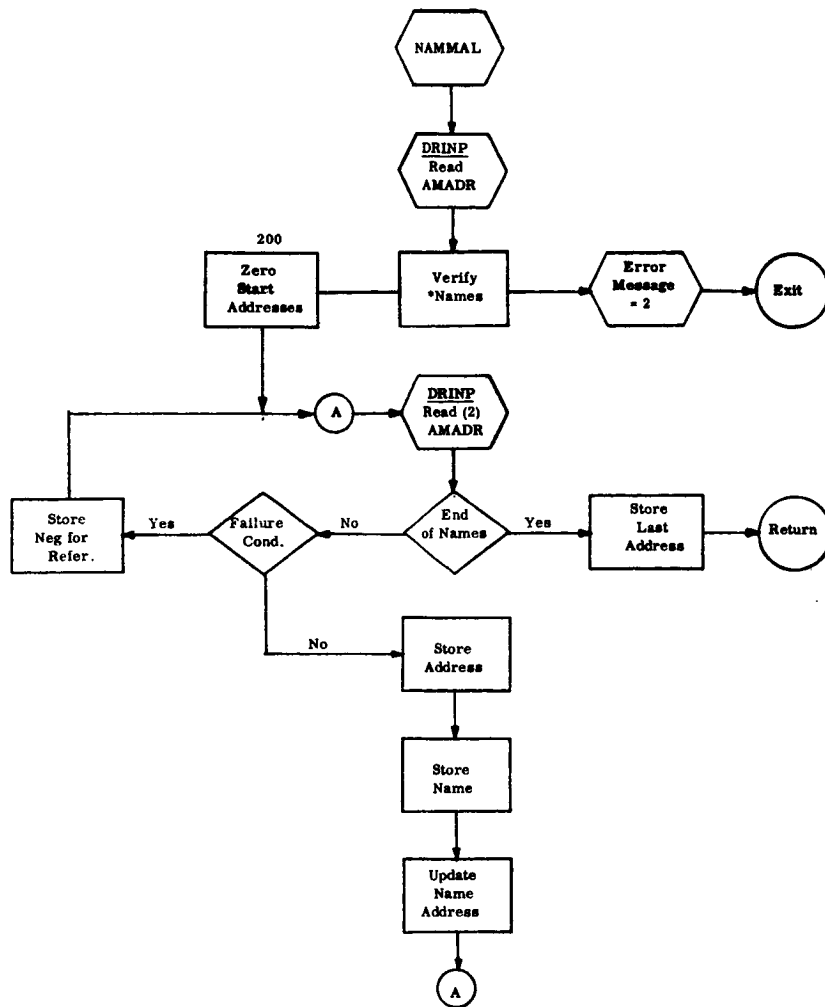 NAMMAL
DRINP
Read
AMADR
200
Zero
Start
Addresses
Verify
*Names
Error
Message
= 2
Exit
A
DRINP
Read (2)
AMADR
Store
Neg for
Refer.
Yes
Failure
Cond.
No
End
of Names
Yes
Store
Last
Address
Return
No
Store
Address
Store
Name
Update
Name
Address
A